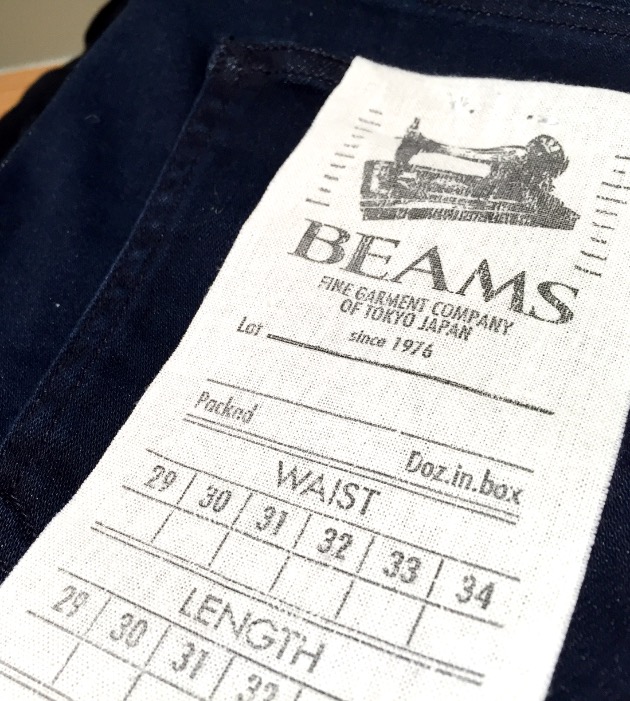 BEAMS
FINE GARMENT COMPANY
OF TOKYO JAPAN
since 1976
Lot
Packed
Doz.in.box
WAIST
29 30 31 32 33 34
LENGTH
29 30 31 32